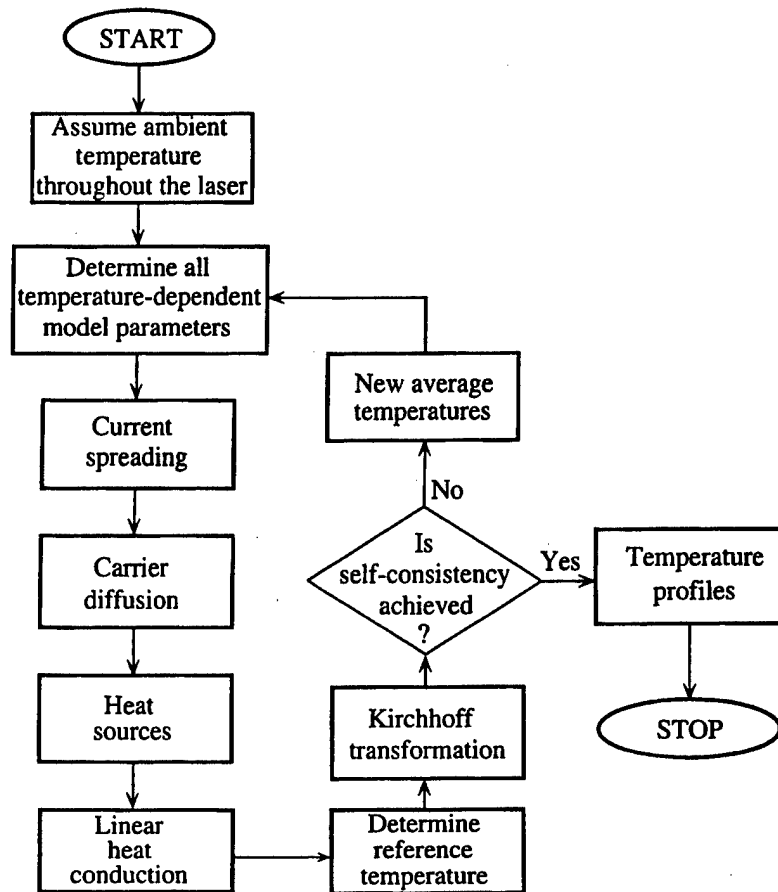 START
Assume ambient
temperature
throughout the laser
Determine all
temperature-dependent
model parameters
Current
spreading
Carrier
diffusion
Heat
sources
Linear
heat
conduction
Determine
reference
temperature
Kirchhoff
transformation
Is
self-consistency
achieved
?
No
New average
temperatures
Yes
Temperature
profiles
STOP